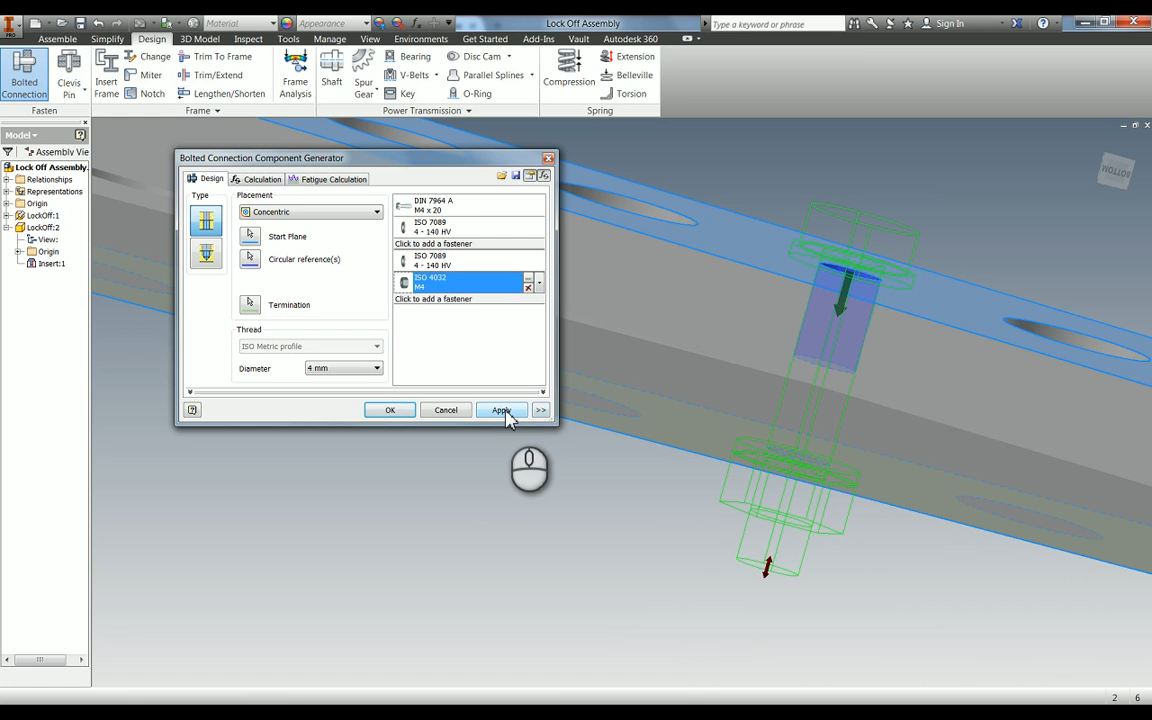 Material
Appearance
Lock Off Assembly
Type a keyword or phrase
Sign In
PRO
Assemble Simplify Design 3D Model Inspect Tools Manage View Environments Get Started Add-Ins Vault Autodesk 360
Bolted Connection
Clevis Pin
Insert Frame
Change
Miter
Notch
Trim To Frame
Trim/Extend
Lengthen/Shorten
Frame Analysis
Shaft
Spur Gear
Bearing
V-Belts
Key
Disc Cam
Parallel Splines
O-Ring
Compression
Extension
Belleville
Torsion
Fasten
Frame
Power Transmission
Spring
Model
Assembly Vie
Lock Off Assembly.
Relationships
Representations
Origin
LockOff:1
LockOff:2
View:
Origin
Insert:1
Bolted Connection Component Generator
Design Calculation Fatigue Calculation
Type
Placement
Concentric
Start Plane
Circular reference(s)
Termination
Thread
ISO Metric profile
Diameter 4 mm
DIN 7964 A
M4 x 20
ISO 7089
4 - 140 HV
Click to add a fastener
ISO 7089
4 - 140 HV
ISO 4032
M4
Click to add a fastener
OK Cancel Apply >>
BOTTOM
2 6